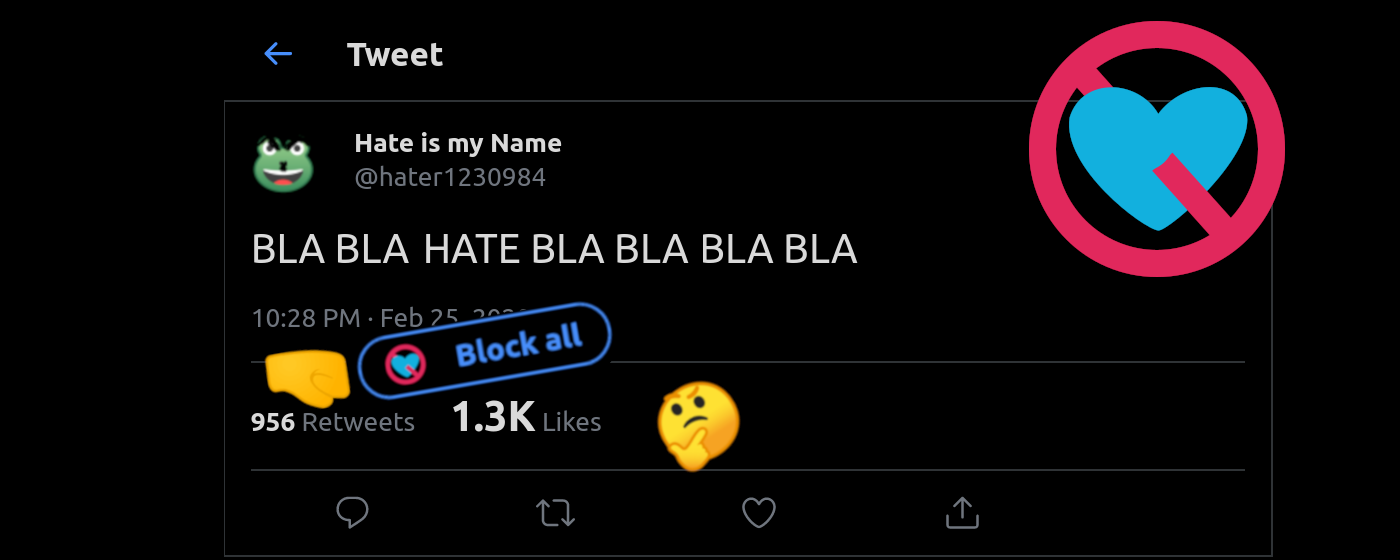 Tweet
Hate is my Name
@hater1230984
BLA BLA HATE BLA BLA BLA BLA
10:28 PM · Feb 25,
Block all
956 Retweets 1.3K Likes